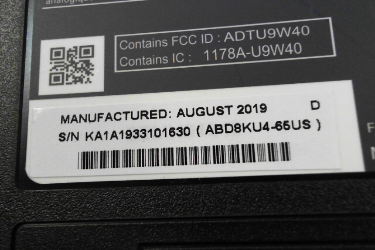 Contains FCC ID : ADTU9W40
Contains IC : 1178A-U9W40
MANUFACTURED: AUGUST 2019 D
S/N KA1A1933101630 ( ABD8KU4-65US )